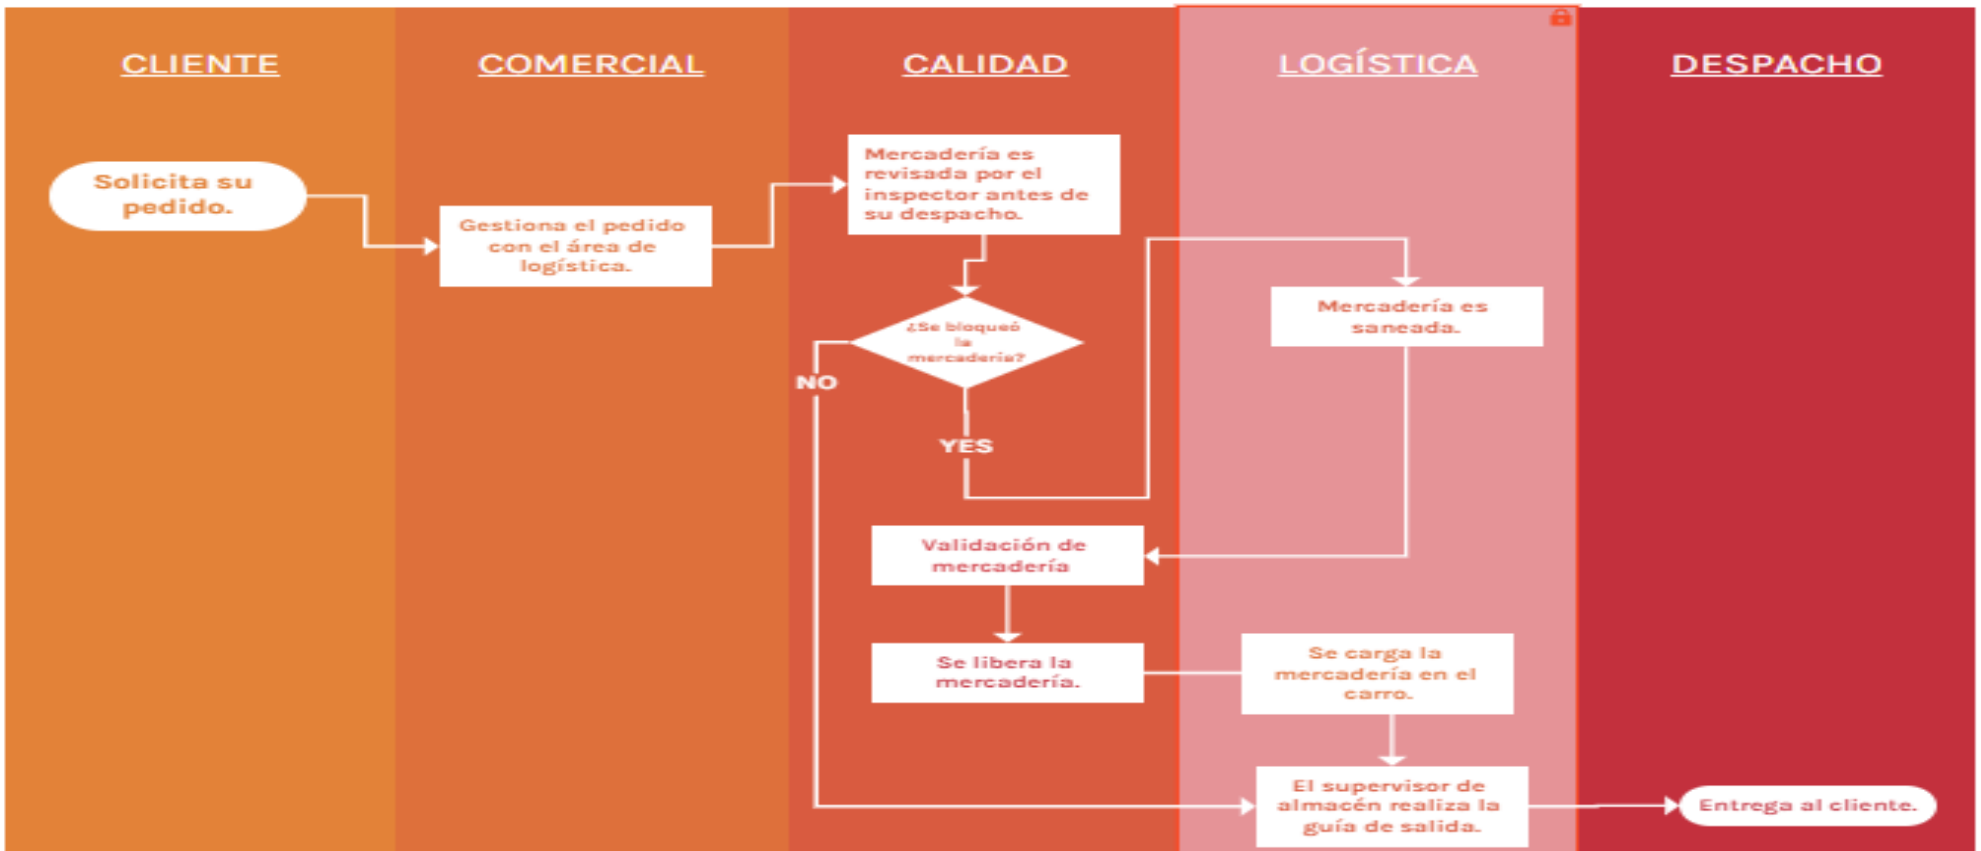 CLIENTE
COMERCIAL
CALIDAD
LOGÍSTICA
DESPACHO
Solicita su
pedido.
Gestiona el pedido
con el área de
logística.
Mercadería es
revisada por el
inspector antes de
su despacho.
¿Se bloqueó
la
mercadería?
NO
YES
Mercadería es
saneada.
Validación de
mercadería
Se libera la
mercadería.
Se carga la
mercadería en el
carro.
El supervisor de
almacén realiza la
guía de salida.
Entrega al cliente.